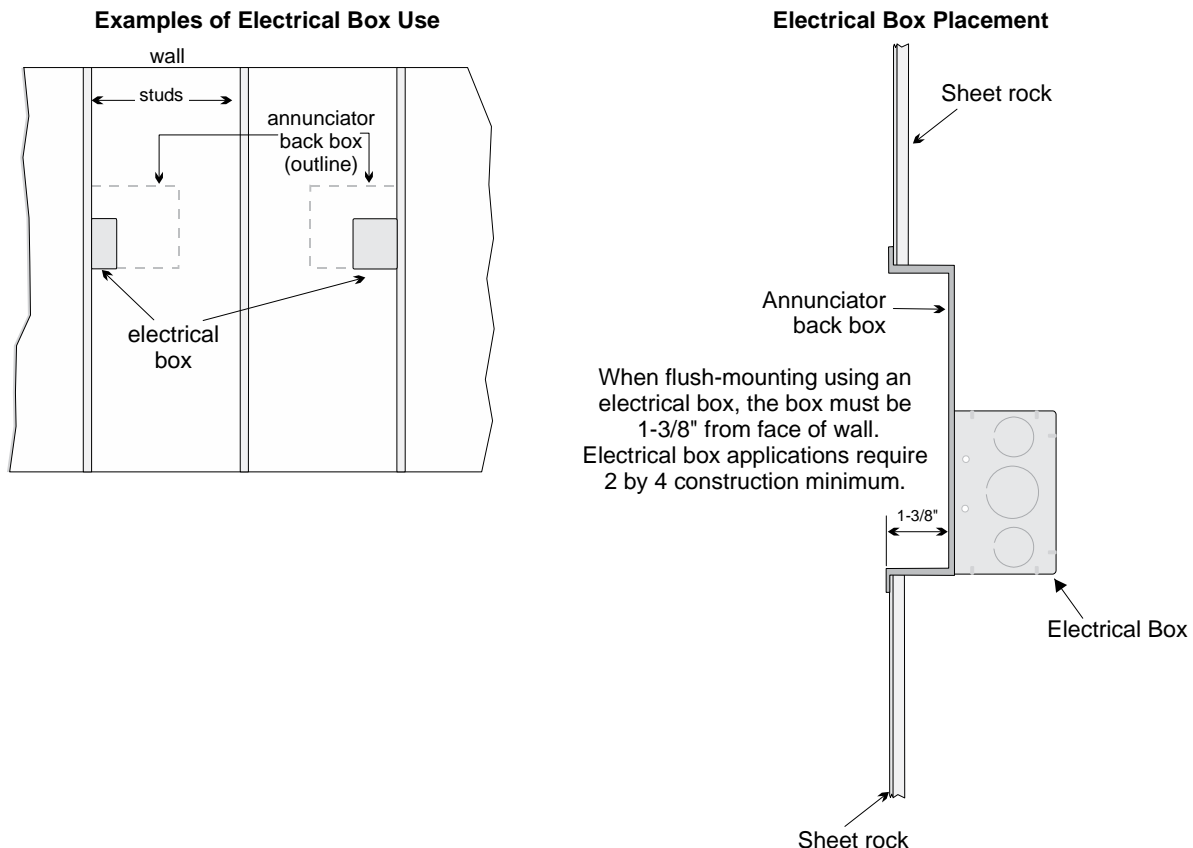 Examples of Electrical Box Use
wall
studs
annunciator
back box
(outline)
electrical
box
Electrical Box Placement
Sheet rock
Annunciator
back box
When flush-mounting using an
electrical box, the box must be
1-3/8" from face of wall.
Electrical box applications require
2 by 4 construction minimum.
1-3/8"
Electrical Box
Sheet rock